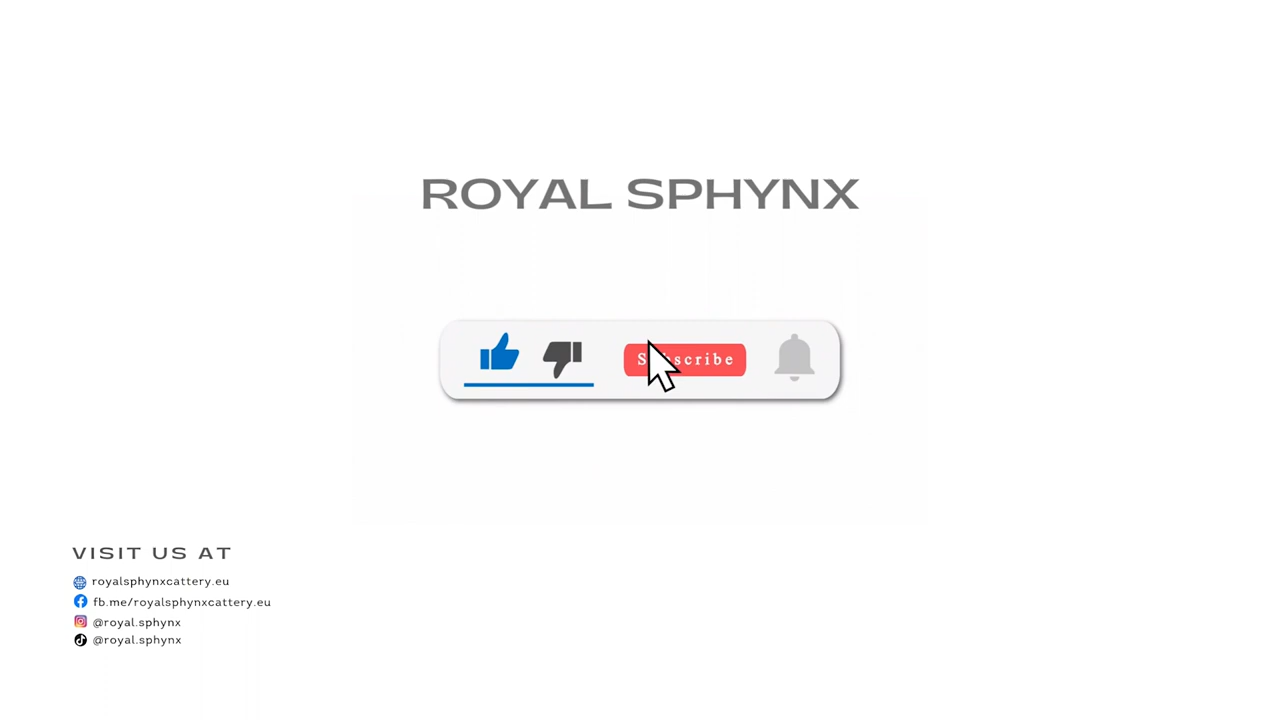 ROYAL SPHYNX
Subscribe
VISIT US AT
royalsphynxcattery.eu
fb.me/royalsphynxcattery.eu
@royal.sphynx
@royal.sphynx